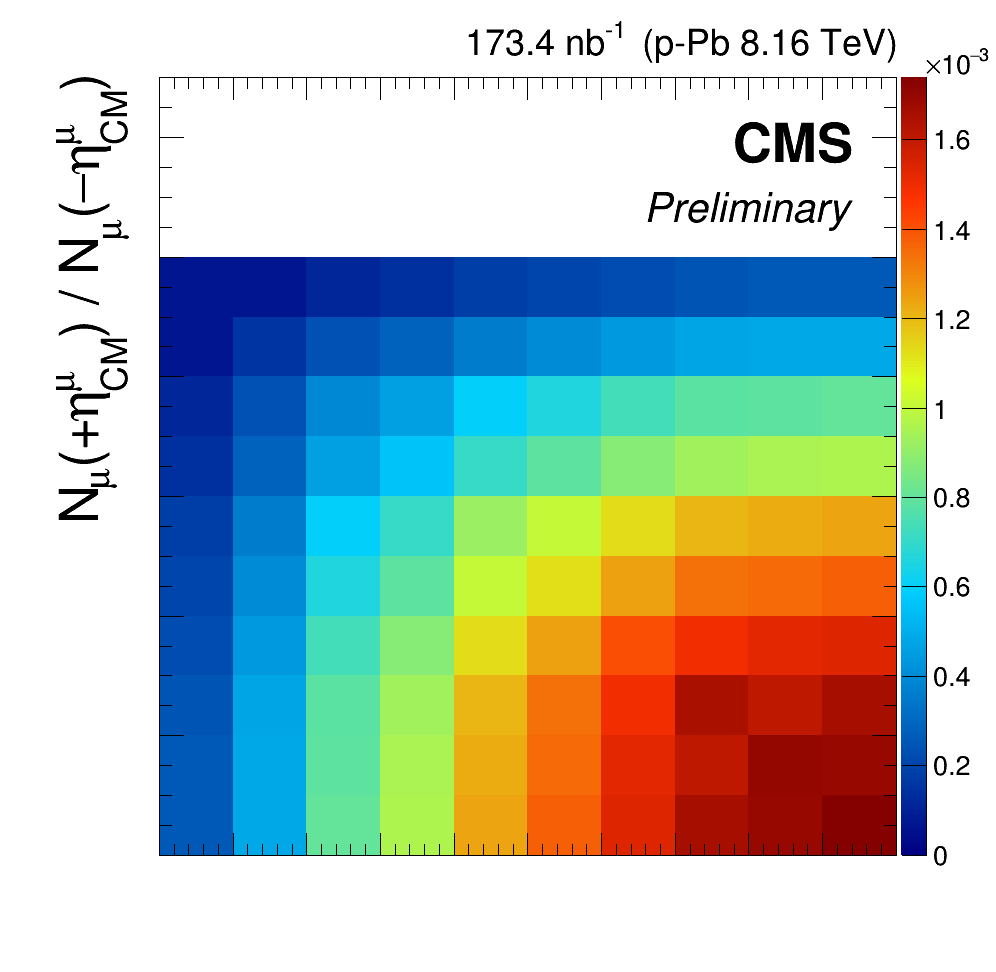 173.4 nb⁻¹ (p-Pb 8.16 TeV)
×10⁻³
CMS
Preliminary
N_μ(+η^μ_CM) / N_μ(−η^μ_CM)
1.6
1.4
1.2
1
0.8
0.6
0.4
0.2
0